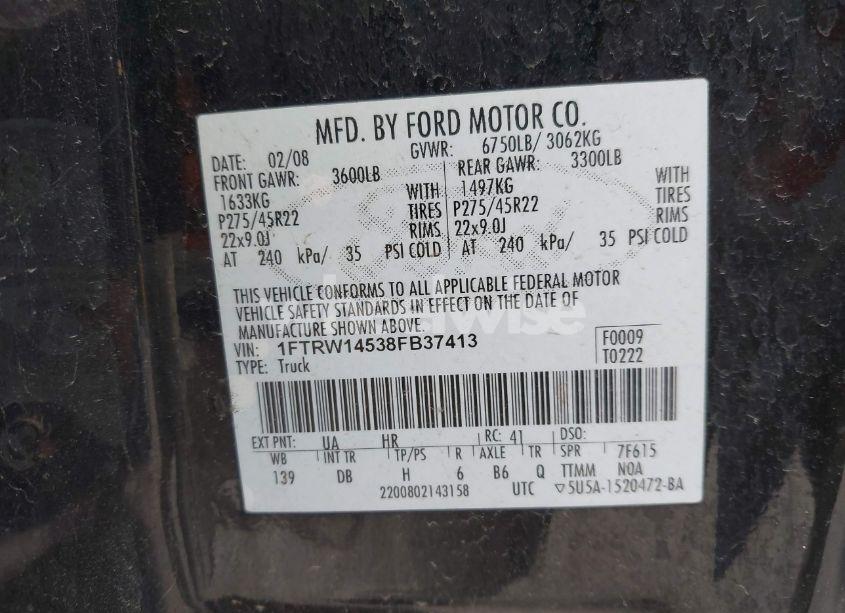 MFD. BY FORD MOTOR CO.
DATE: 02/08 GVWR: 6750LB/ 3062KG
FRONT GAWR: 3600LB REAR GAWR: 3300LB
1633KG WITH 1497KG WITH
P275/45R22 TIRES P275/45R22 TIRES
22x9.0J RIMS 22x9.0J RIMS
AT 240 kPa/ 35 PSI COLD AT 240 kPa/ 35 PSI COLD
THIS VEHICLE CONFORMS TO ALL APPLICABLE FEDERAL MOTOR
VEHICLE SAFETY STANDARDS IN EFFECT ON THE DATE OF
MANUFACTURE SHOWN ABOVE.
VIN: 1FTRW14538FB37413 F0009
TYPE: Truck T0222
EXT PNT: UA HR RC: 41 DSO:
WB INT TR TP/PS R AXLE TR SPR 7F615
139 DB H 6 B6 Q TTMM NOA
2200802143158 UTC ▽5U5A-1520472-BA